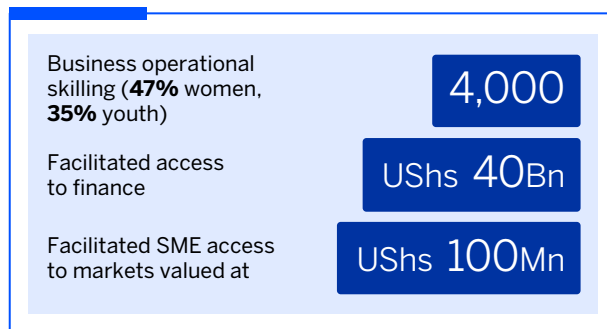 Business operational
skilling (47% women,
35% youth)
4,000
Facilitated access
to finance
UShs 40Bn
Facilitated SME access
to markets valued at
UShs 100Mn